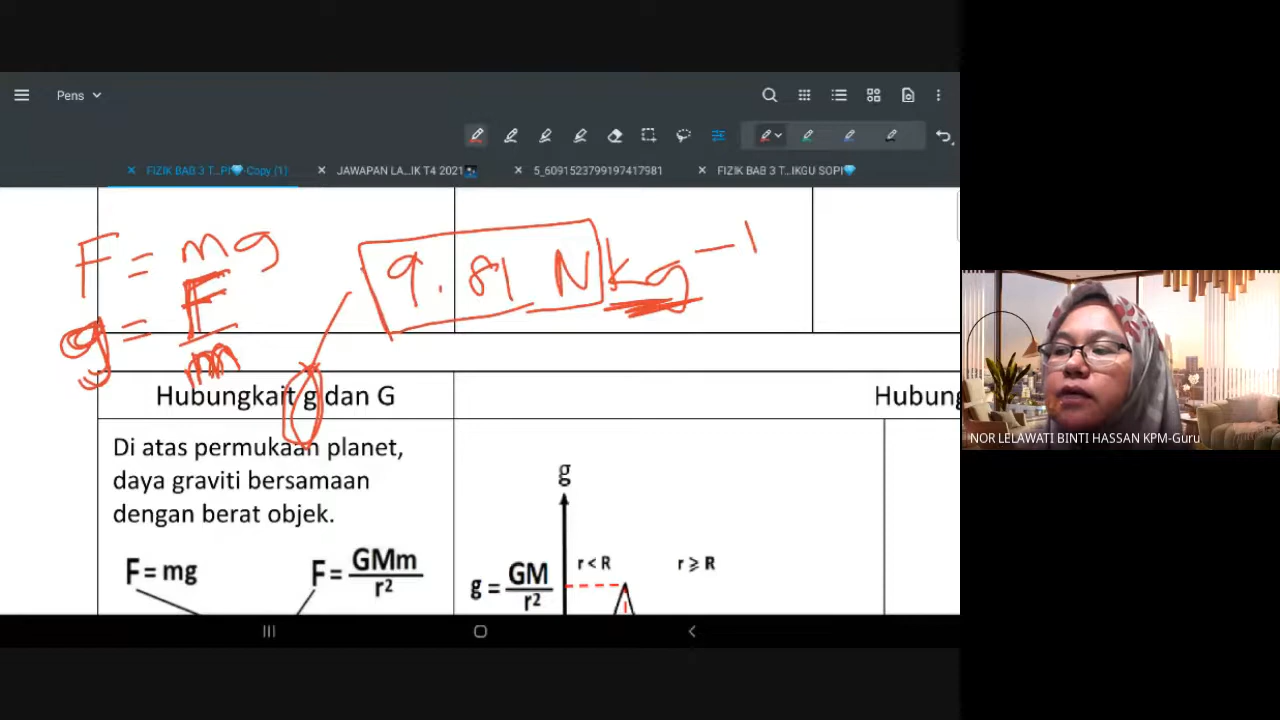 Pens
FIZIK BAB 3 T...PI💎 Copy (1)
JAWAPAN LA...IK T4 2021
5_6091523799197417981
FIZIK BAB 3 T...IKGU SOPI💎
F = mg
g = F/m
9.81 N kg⁻¹
Hubungkait g dan G
Hubung
Di atas permukaan planet,
daya graviti bersamaan
dengan berat objek.
F = mg
F = GMm/r²
g
g = GM/r²
r < R
r ⩾ R
NOR LELAWATI BINTI HASSAN KPM-Guru